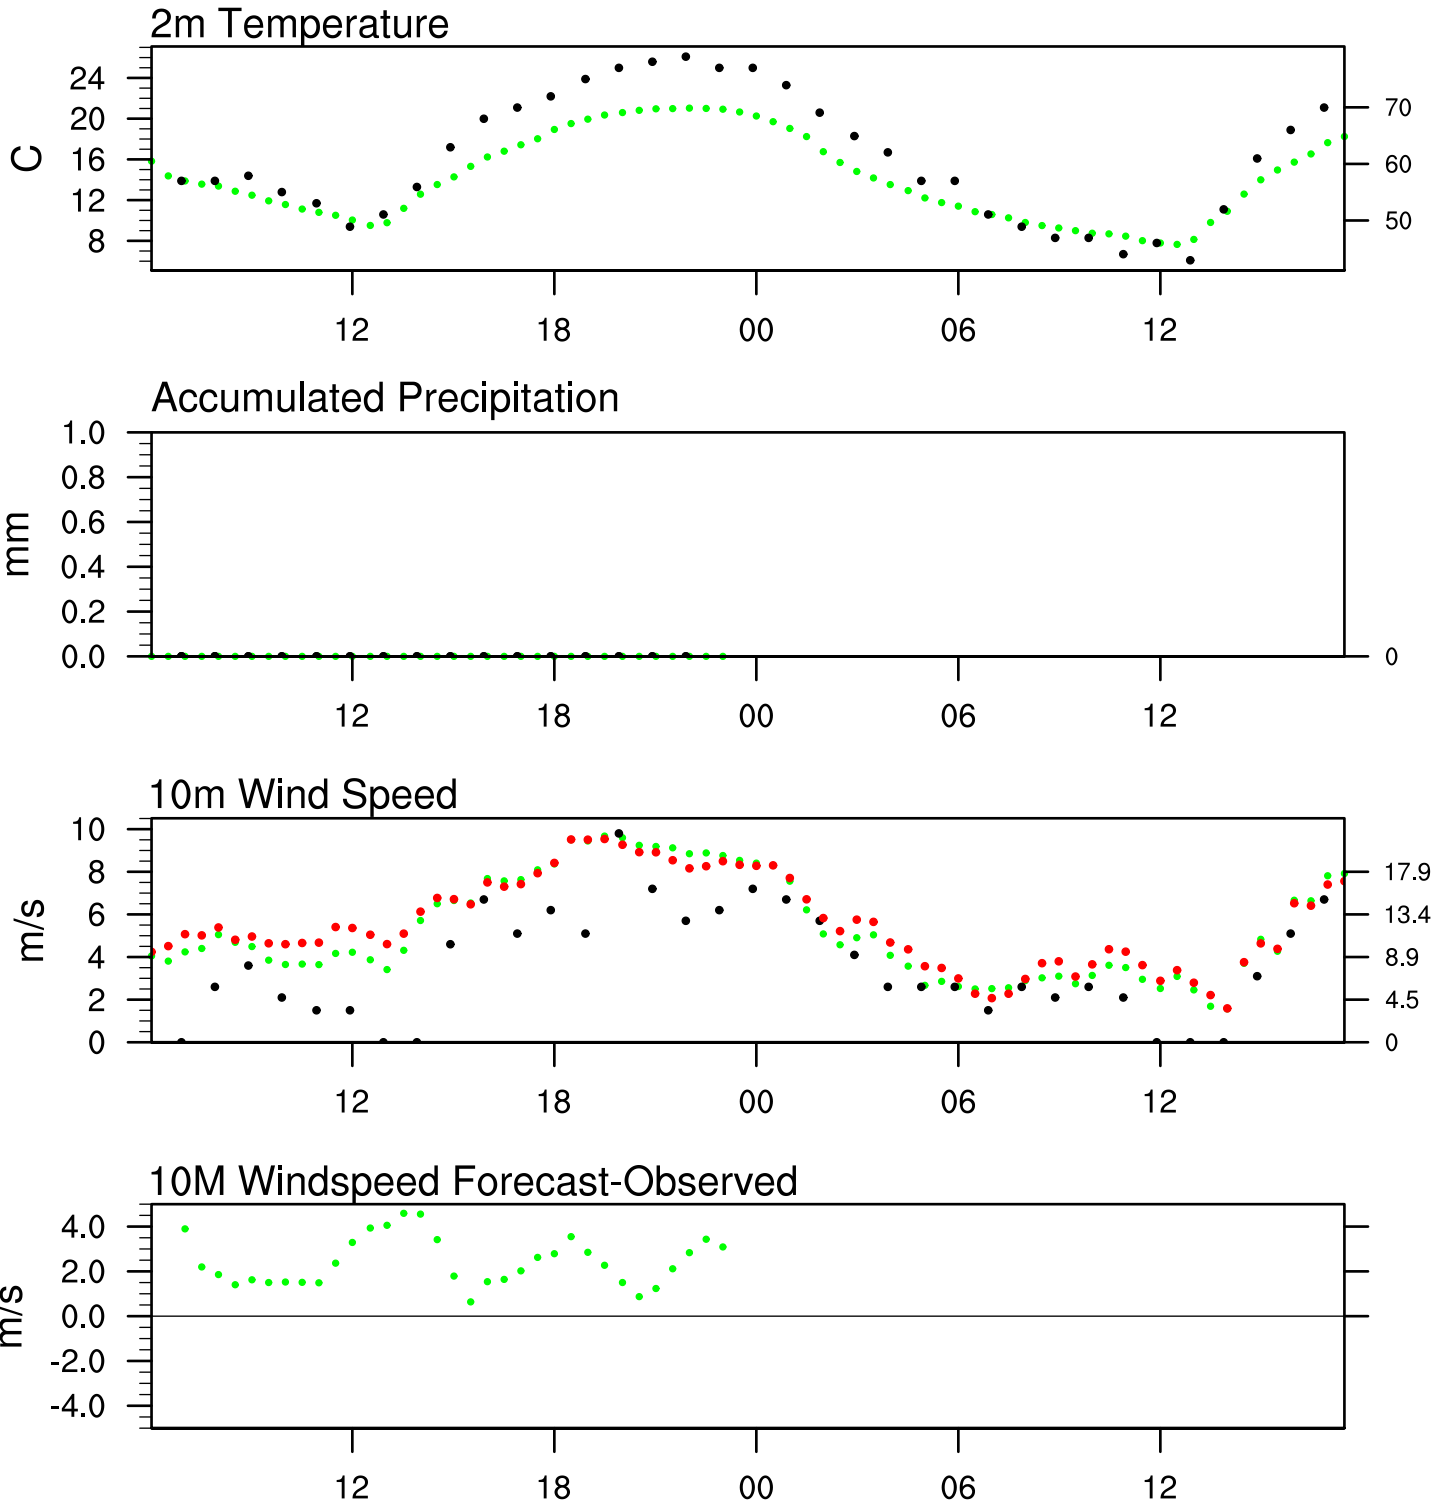 2m Temperature
24
20
16
12
8
C
70
60
50
12 18 00 06 12
Accumulated Precipitation
1.0
0.8
0.6
0.4
0.2
0.0
mm
0
12 18 00 06 12
10m Wind Speed
10
8
6
4
2
0
m/s
17.9
13.4
8.9
4.5
0
12 18 00 06 12
10M Windspeed Forecast-Observed
4.0
2.0
0.0
-2.0
-4.0
m/s
12 18 00 06 12